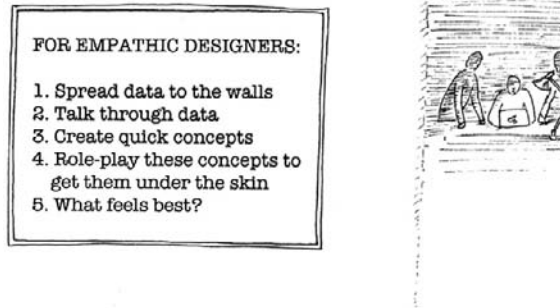 FOR EMPATHIC DESIGNERS:
1. Spread data to the walls
2. Talk through data
3. Create quick concepts
4. Role-play these concepts to
get them under the skin
5. What feels best?